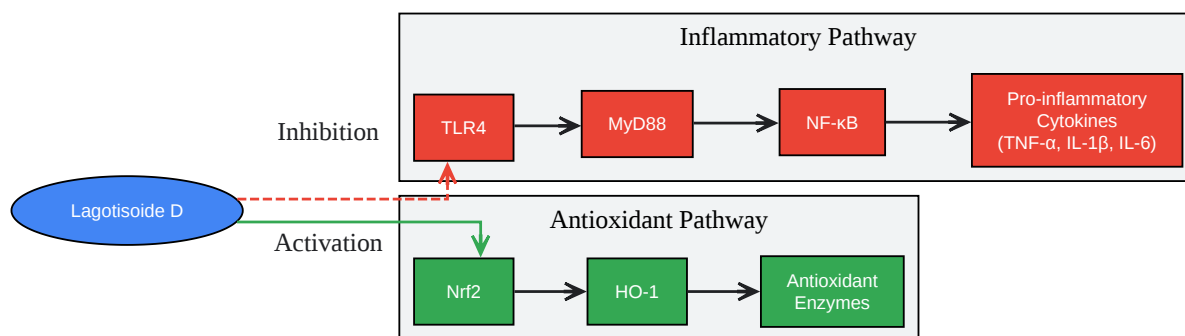 Inflammatory Pathway
TLR4
MyD88
NF-κB
Pro-inflammatory
Cytokines
(TNF-α, IL-1β, IL-6)
Inhibition
Lagotisoide D
Activation
Antioxidant Pathway
Nrf2
HO-1
Antioxidant
Enzymes